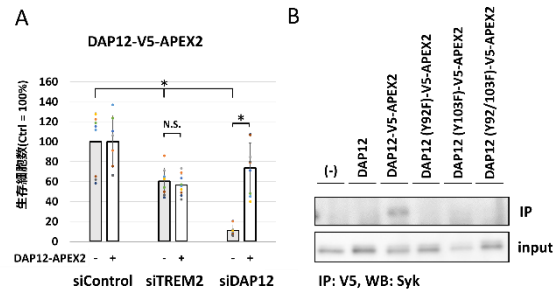 A
DAP12-V5-APEX2
生存細胞数(Ctrl = 100%)
160
140
120
100
80
60
40
20
0
*
N.S.
*
DAP12-APEX2 - + - + - +
siControl siTREM2 siDAP12
B
(-)
DAP12
DAP12-V5-APEX2
DAP12 (Y92F)-V5-APEX2
DAP12 (Y103F)-V5-APEX2
DAP12 (Y92/103F)-V5-APEX2
IP
input
IP: V5, WB: Syk